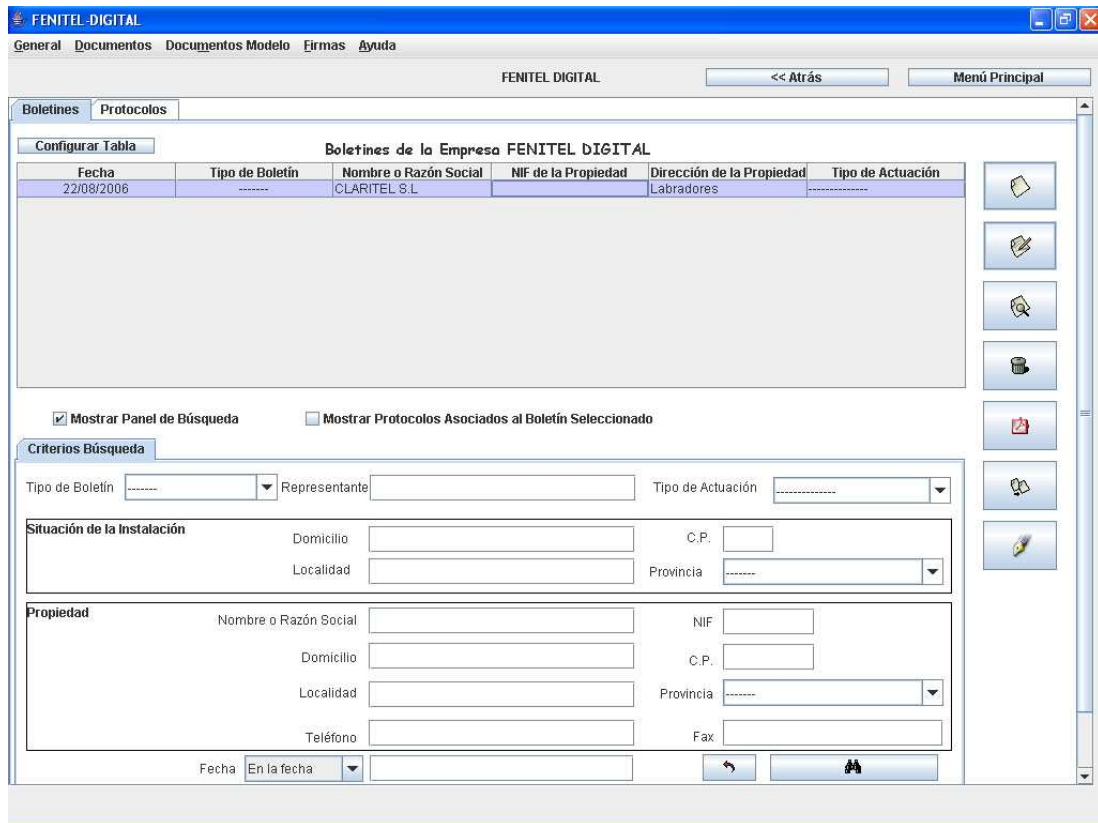 FENITEL-DIGITAL
General Documentos Documentos Modelo Firmas Ayuda
FENITEL DIGITAL << Atrás Menú Principal
Boletines Protocolos
Configurar Tabla Boletines de la Empresa FENITEL DIGITAL
Fecha Tipo de Boletín Nombre o Razón Social NIF de la Propiedad Dirección de la Propiedad Tipo de Actuación
22/08/2006 ------- CLARITEL S.L Labradores --------------
Mostrar Panel de Búsqueda Mostrar Protocolos Asociados al Boletín Seleccionado
Criterios Búsqueda
Tipo de Boletín ------- Representante Tipo de Actuación --------------
Situación de la Instalación
Domicilio C.P.
Localidad Provincia -------
Propiedad
Nombre o Razón Social NIF
Domicilio C.P.
Localidad Provincia -------
Teléfono Fax
Fecha En la fecha